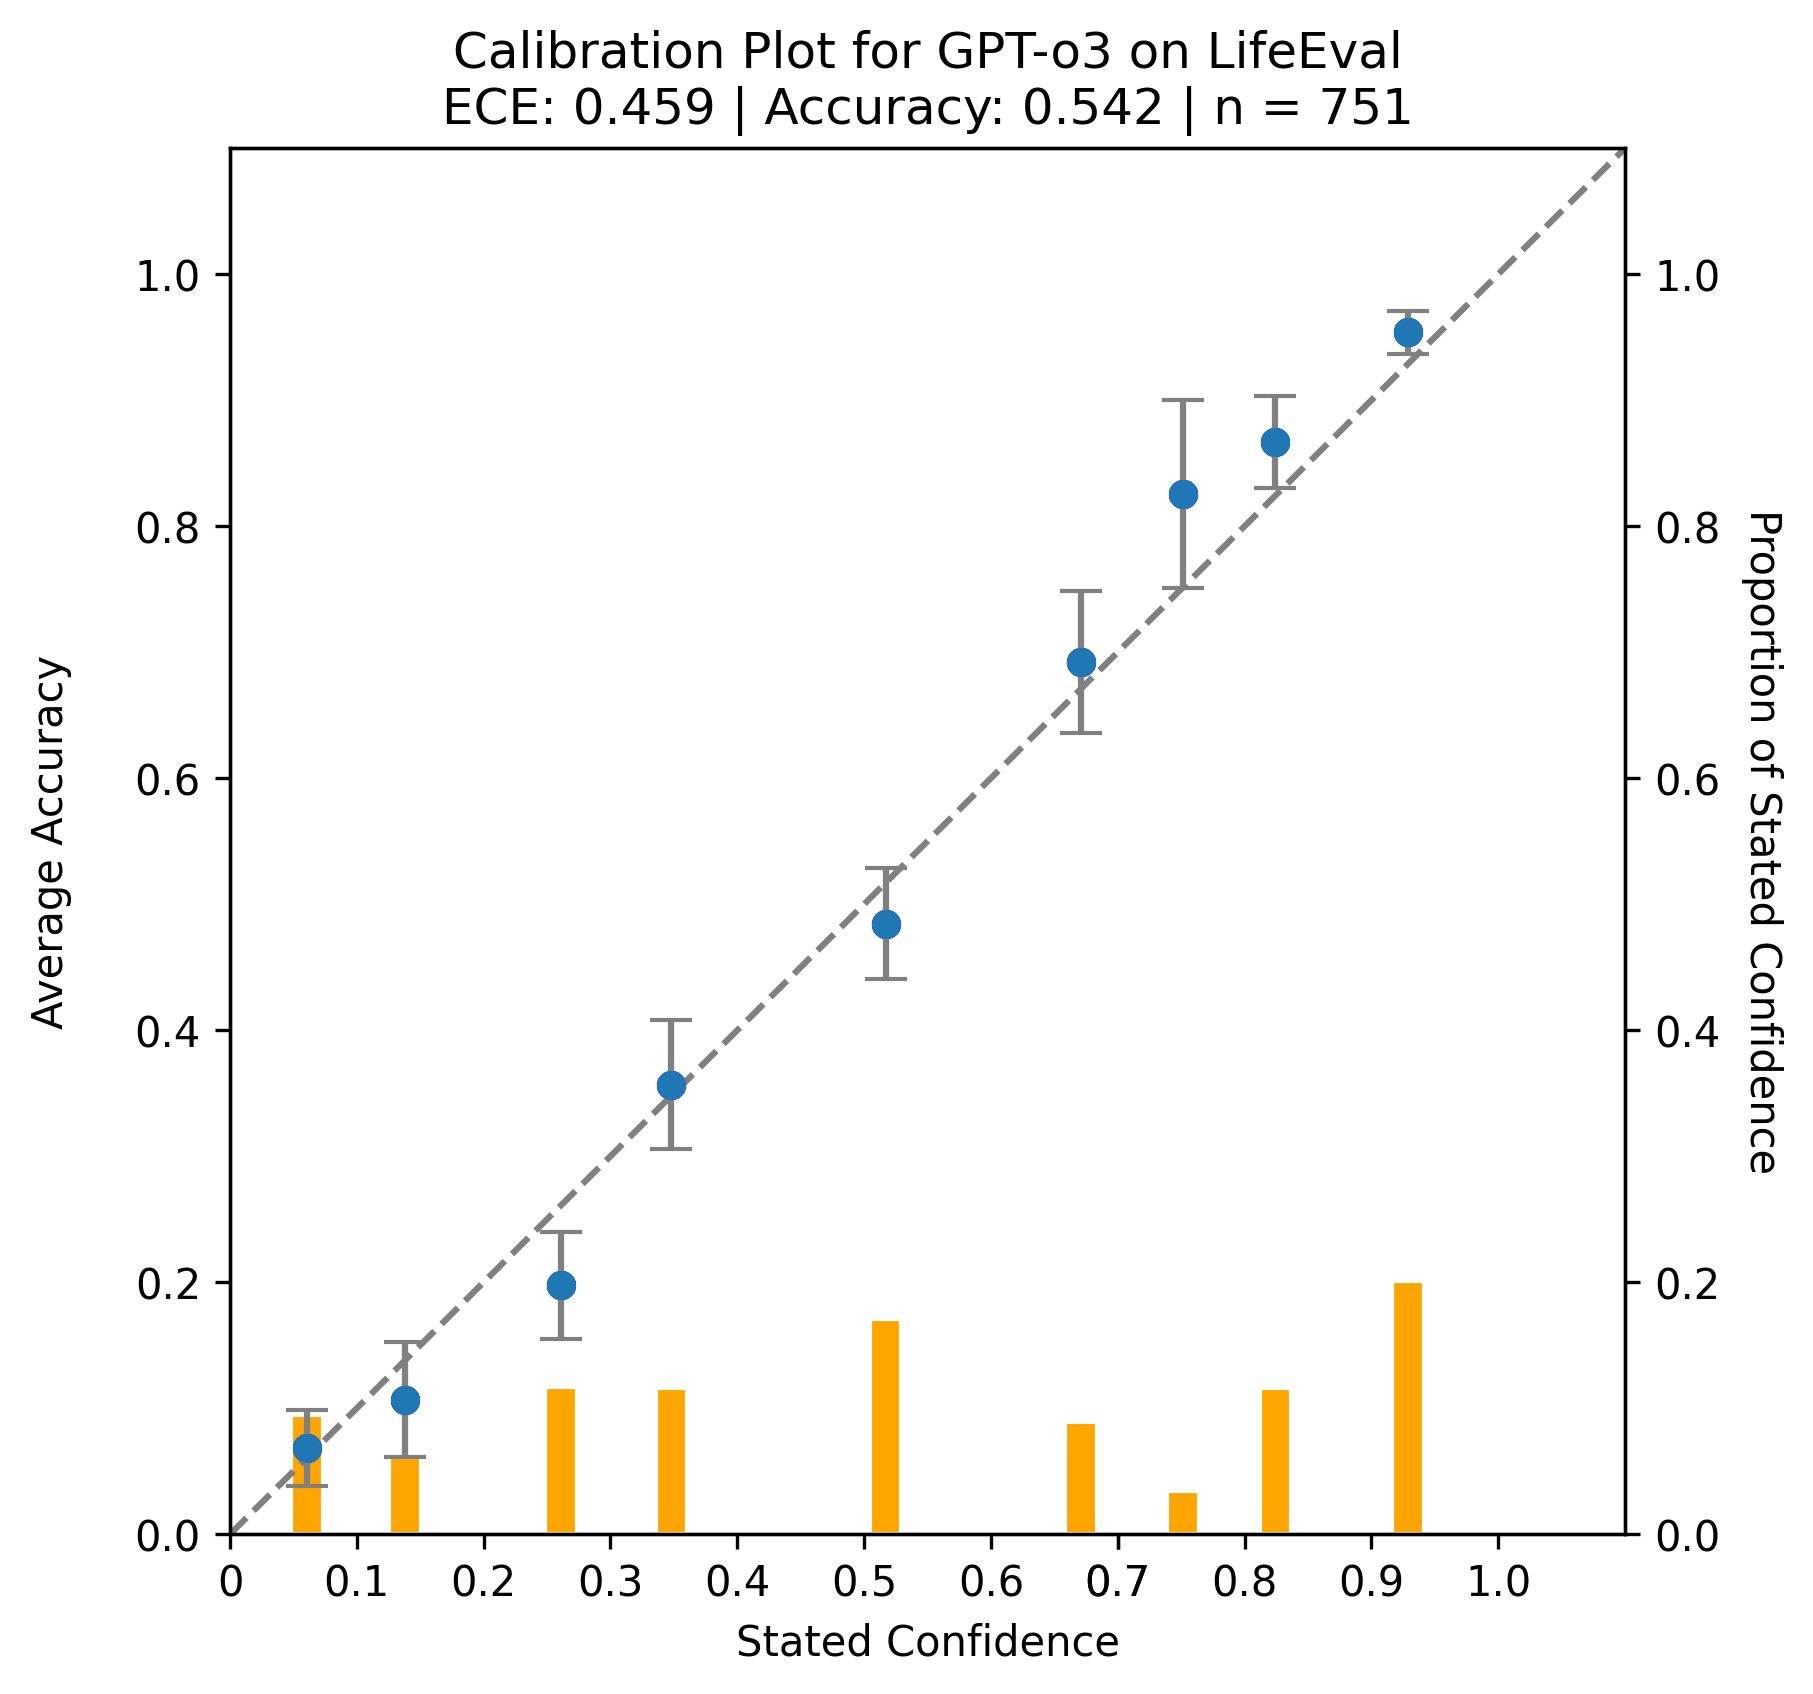 Calibration Plot for GPT-o3 on LifeEval
ECE: 0.459 | Accuracy: 0.542 | n = 751
1.0
0.8
0.6
0.4
0.2
0.0
Average Accuracy
1.0
0.8
0.6
0.4
0.2
0.0
Proportion of Stated Confidence
0 0.1 0.2 0.3 0.4 0.5 0.6 0.7 0.8 0.9 1.0
Stated Confidence